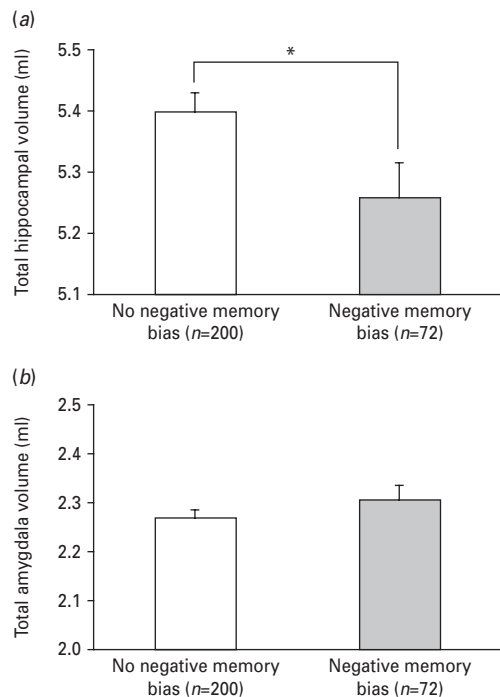 (a)
Total hippocampal volume (ml)
5.5
5.4
5.3
5.2
5.1
*
No negative memory
bias (n=200)
Negative memory
bias (n=72)
(b)
Total amygdala volume (ml)
2.5
2.4
2.3
2.2
2.1
2.0
No negative memory
bias (n=200)
Negative memory
bias (n=72)